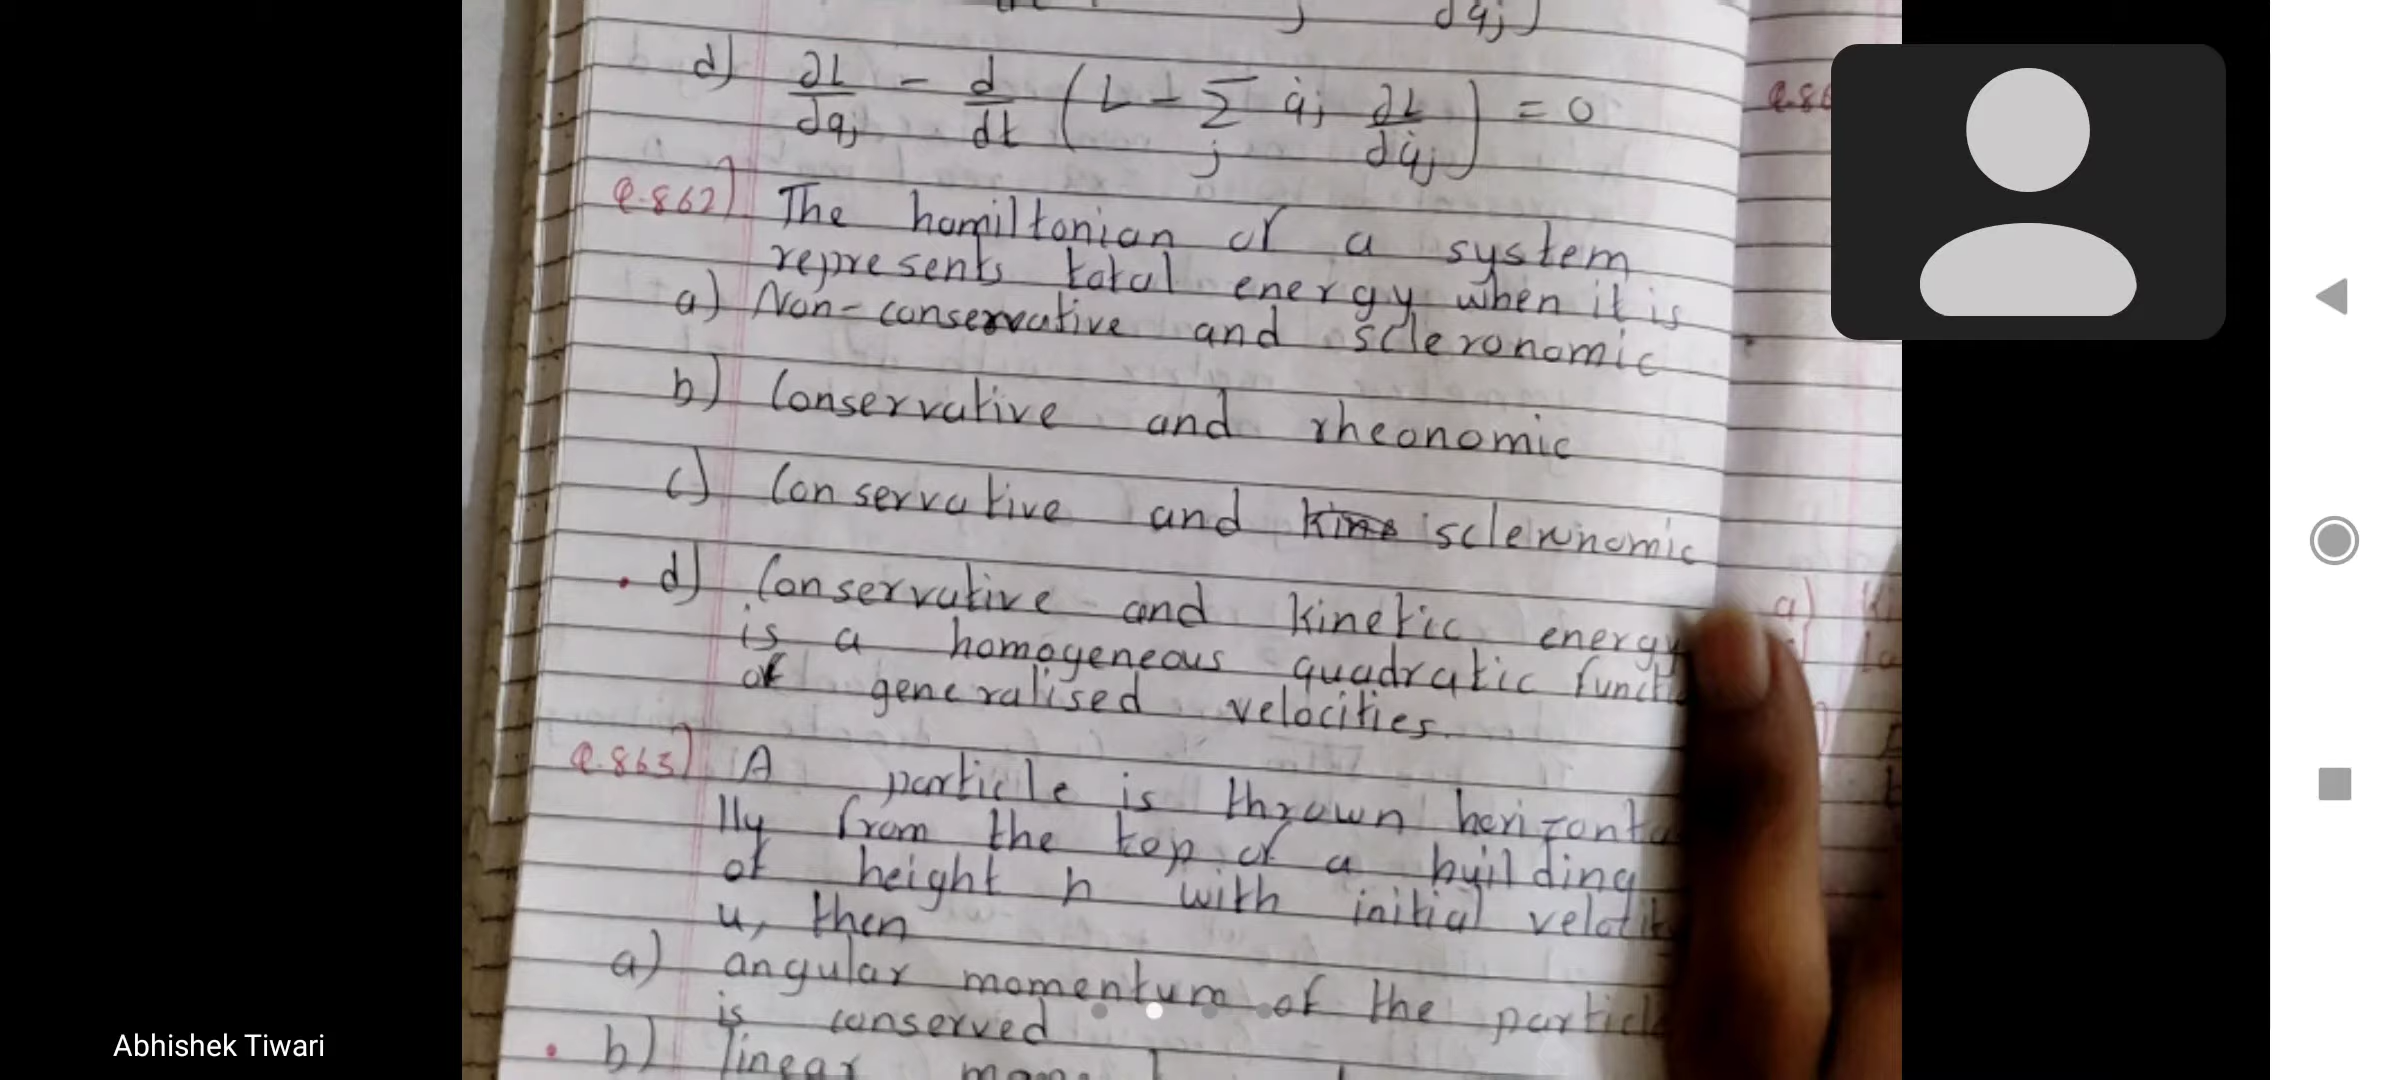 d) ∂L/∂qj - d/dt (L - Σj q̇j ∂L/∂q̇j) = 0
Q.862) The hamiltonian of a system
represents total energy when it is
a) Non-conservative and scleronomic
b) Conservative and rheonomic
c) Conservative and scleronomic
d) Conservative and kinetic energy
is a homogeneous quadratic functi
of generalised velocities.
Q.863) A particle is thrown horizonta
lly from the top of a building
of height h with initial velocit
u, then
a) angular momentum of the particle
is conserved
b) linear
a)
Abhishek Tiwari